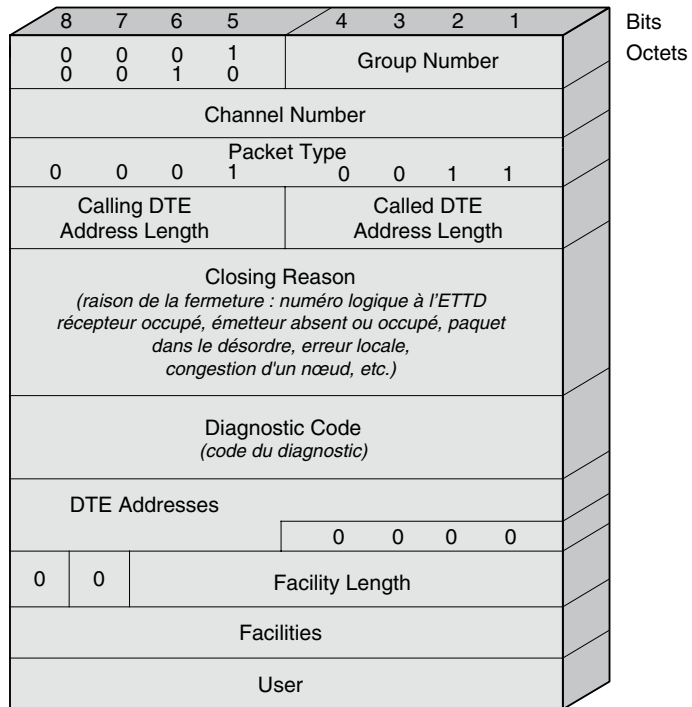 8 7 6 5 4 3 2 1 Bits
Octets
0 0 0 1
0 0 1 0
Group Number
Channel Number
Packet Type
0 0 0 1 0 0 1 1
Calling DTE
Address Length
Called DTE
Address Length
Closing Reason
(raison de la fermeture : numéro logique à l'ETTD
récepteur occupé, émetteur absent ou occupé, paquet
dans le désordre, erreur locale,
congestion d'un nœud, etc.)
Diagnostic Code
(code du diagnostic)
DTE Addresses
0 0 0 0
0 0 Facility Length
Facilities
User